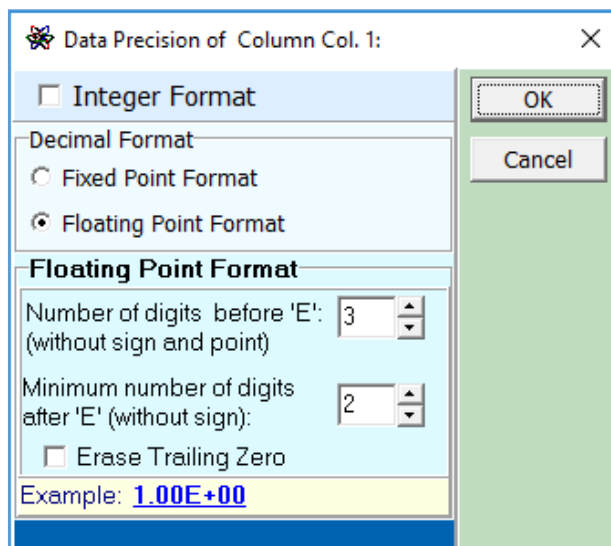 Data Precision of Column Col. 1:
Integer Format
OK
Decimal Format
Cancel
Fixed Point Format
Floating Point Format
Floating Point Format
Number of digits before 'E':
3
(without sign and point)
Minimum number of digits
2
after 'E' (without sign):
Erase Trailing Zero
Example: 1.00E+00